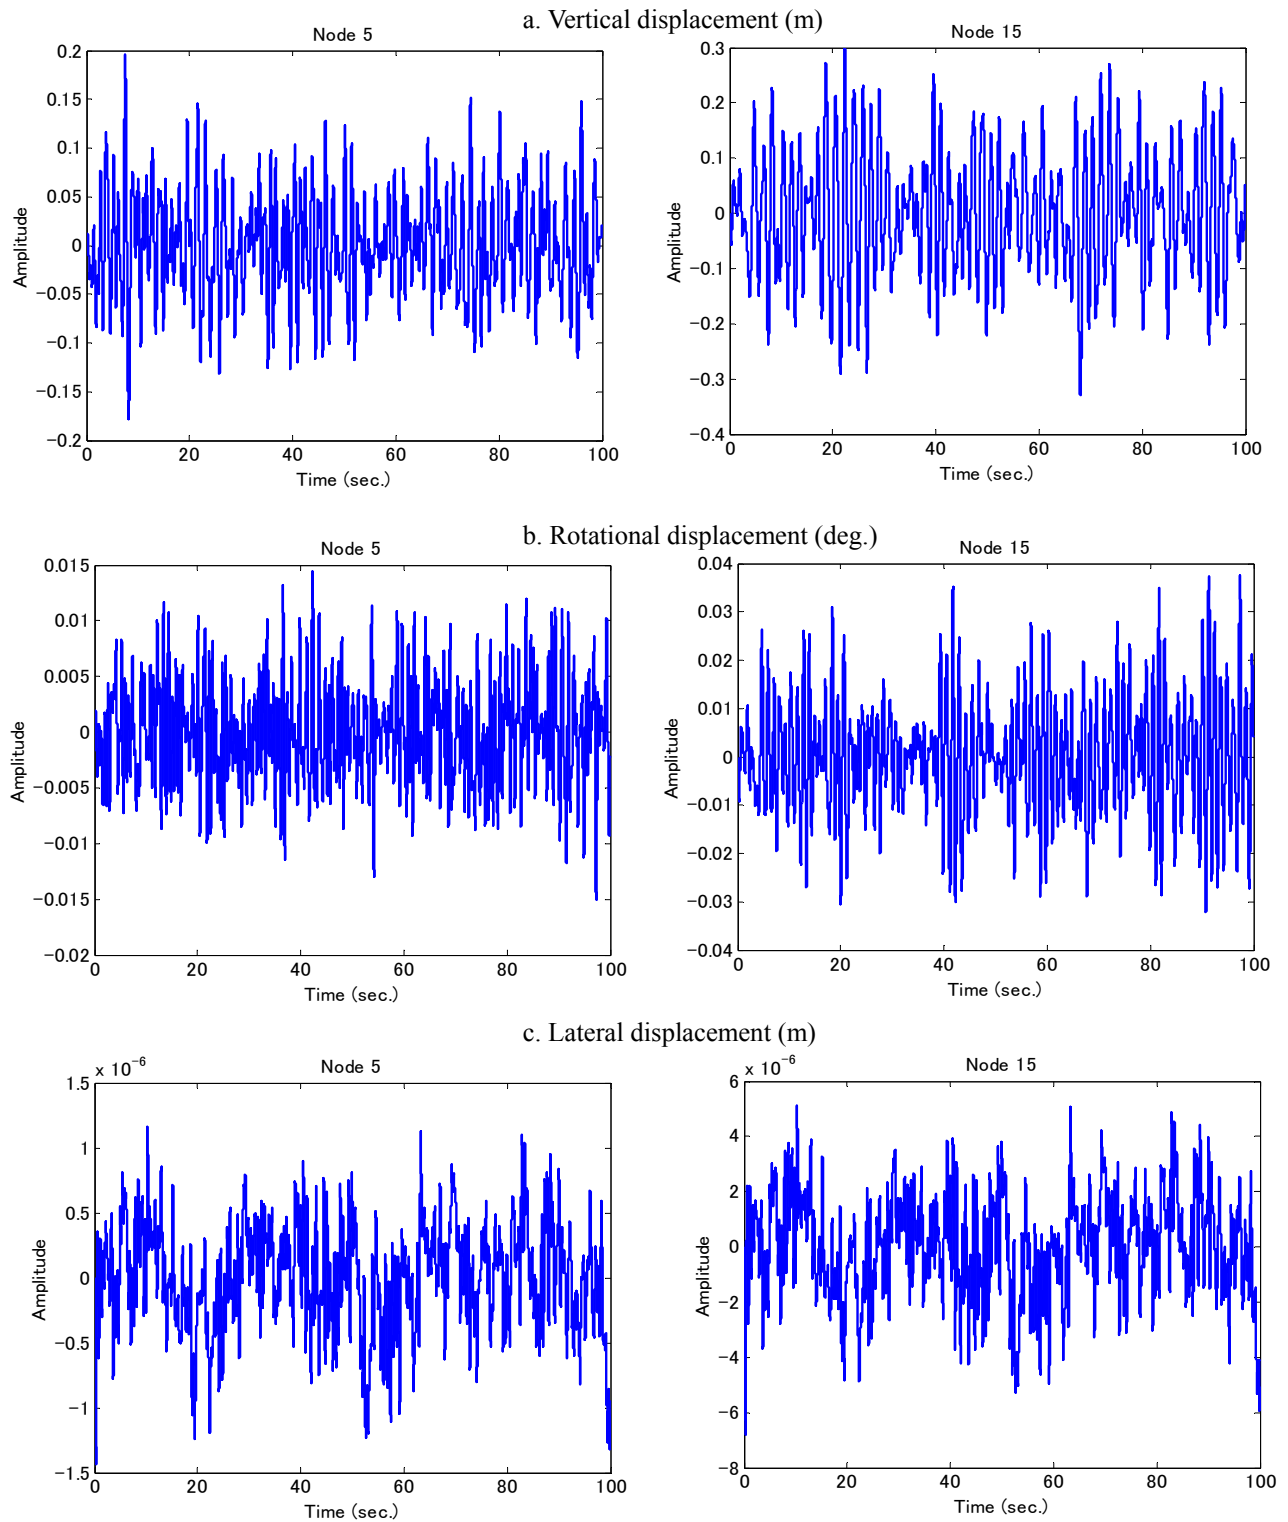 a. Vertical displacement (m)
Node 5
Node 15
0.2
0.15
0.1
0.05
0
−0.05
−0.1
−0.15
−0.2
Amplitude
0 20 40 60 80 100
Time (sec.)
0.3
0.2
0.1
0
−0.1
−0.2
−0.3
−0.4
Amplitude
0 20 40 60 80 100
Time (sec.)
b. Rotational displacement (deg.)
Node 5
Node 15
0.015
0.01
0.005
0
−0.005
−0.01
−0.015
−0.02
Amplitude
0 20 40 60 80 100
Time (sec.)
0.04
0.03
0.02
0.01
0
−0.01
−0.02
−0.03
−0.04
Amplitude
0 20 40 60 80 100
Time (sec.)
c. Lateral displacement (m)
Node 5
Node 15
x 10⁻⁶
1.5
1
0.5
0
−0.5
−1
−1.5
Amplitude
0 20 40 60 80 100
Time (sec.)
x 10⁻⁶
6
4
2
0
−2
−4
−6
−8
Amplitude
0 20 40 60 80 100
Time (sec.)